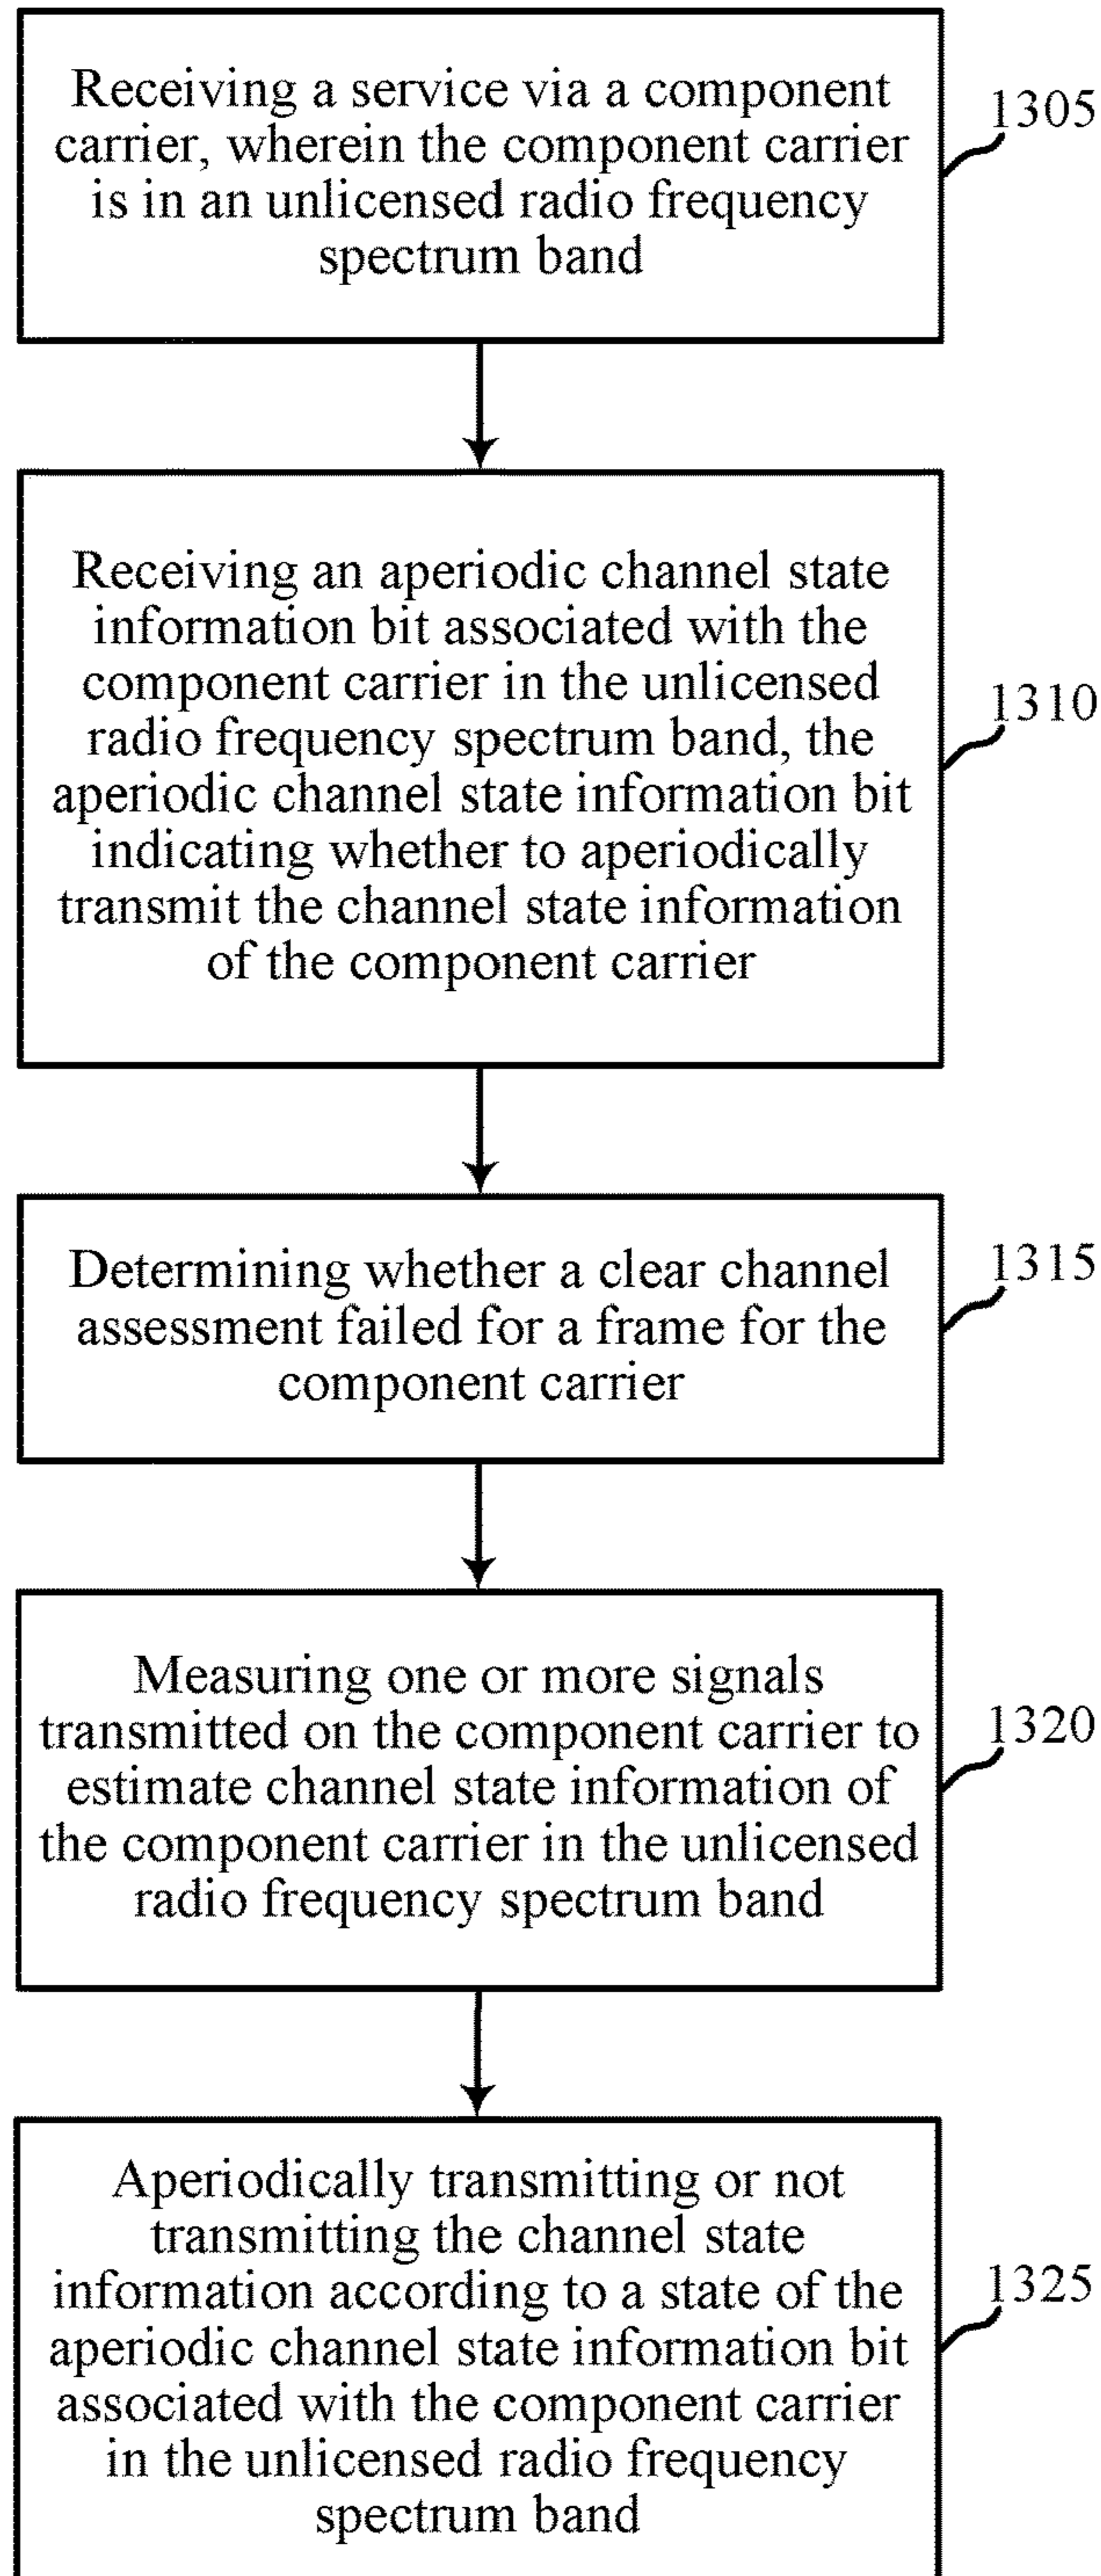 Receiving a service via a component
carrier, wherein the component carrier
is in an unlicensed radio frequency
spectrum band
1305
Receiving an aperiodic channel state
information bit associated with the
component carrier in the unlicensed
radio frequency spectrum band, the
aperiodic channel state information bit
indicating whether to aperiodically
transmit the channel state information
of the component carrier
1310
Determining whether a clear channel
assessment failed for a frame for the
component carrier
1315
Measuring one or more signals
transmitted on the component carrier to
estimate channel state information of
the component carrier in the unlicensed
radio frequency spectrum band
1320
Aperiodically transmitting or not
transmitting the channel state
information according to a state of the
aperiodic channel state information bit
associated with the component carrier
in the unlicensed radio frequency
spectrum band
1325